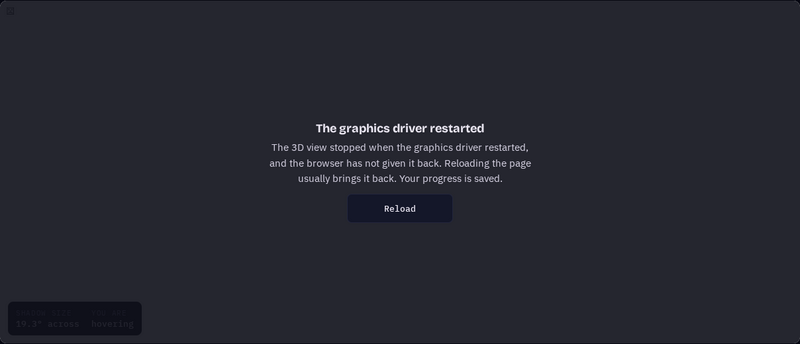 The graphics driver restarted
The 3D view stopped when the graphics driver restarted,
and the browser has not given it back. Reloading the page
usually brings it back. Your progress is saved.
Reload
19.3° across hovering